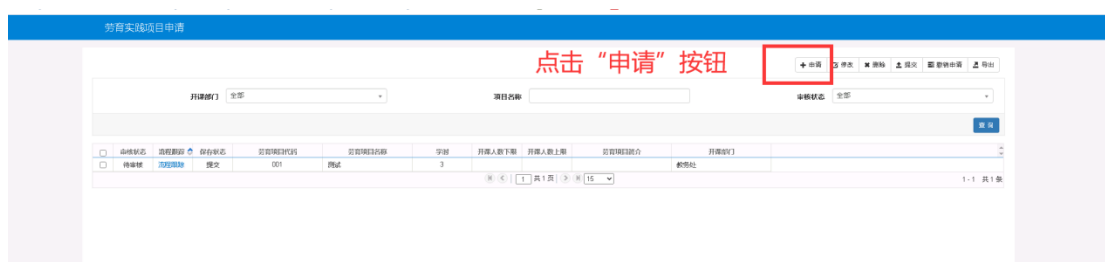 劳育实践项目申请
点击“申请”按钮
申请 修改 删除 提交 撤销申请 导出
开课部门 全部 项目名称 审核状态 全部
查询
审核状态 流程跟踪 保存状态 劳育项目代码 劳育项目名称 学时 开课人数下限 开课人数上限 劳育项目简介 开课部门
待审核 流程跟踪 提交 001 测试 3 教务处
1 共1页 15 1-1 共1条